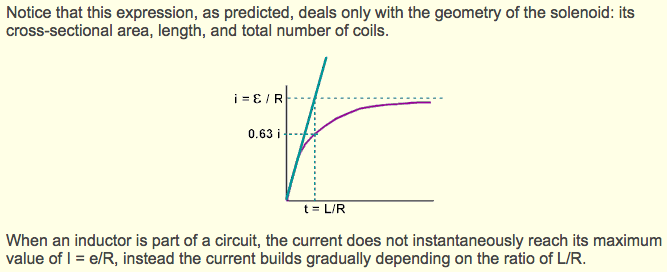 Notice that this expression, as predicted, deals only with the geometry of the solenoid: its
cross-sectional area, length, and total number of coils.
i = Ɛ / R
0.63 i
t = L/R
When an inductor is part of a circuit, the current does not instantaneously reach its maximum
value of I = e/R, instead the current builds gradually depending on the ratio of L/R.